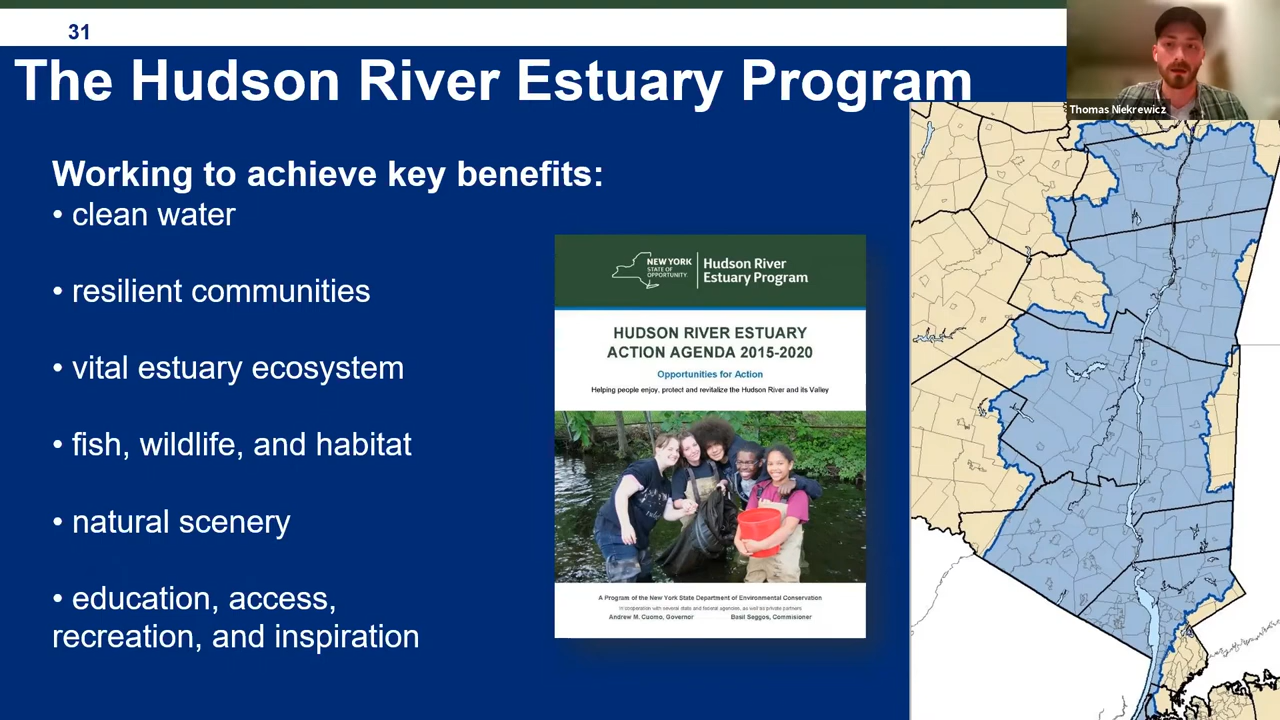 31
The Hudson River Estuary Program
Thomas Niekrewicz
Working to achieve key benefits:
• clean water
• resilient communities
• vital estuary ecosystem
• fish, wildlife, and habitat
• natural scenery
• education, access,
recreation, and inspiration
NEW YORK
STATE OF
OPPORTUNITY
Hudson River
Estuary Program
HUDSON RIVER ESTUARY
ACTION AGENDA 2015-2020
Opportunities for Action
Helping people enjoy, protect and revitalize the Hudson River and its Valley
A Program of the New York State Department of Environmental Conservation
in cooperation with several state and federal agencies, as well as private partners
Andrew M. Cuomo, Governor Basil Seggos, Commisioner